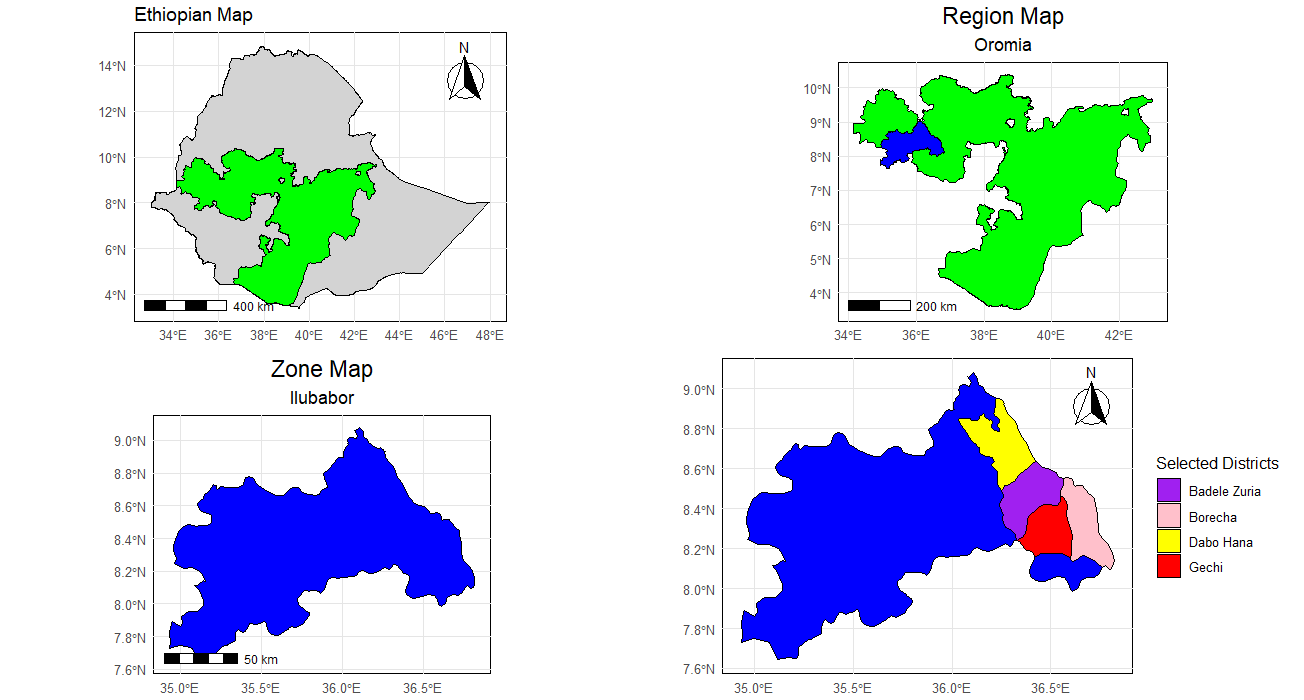 Ethiopian Map
N
14°N
12°N
10°N
8°N
6°N
4°N
400 km
34°E 36°E 38°E 40°E 42°E 44°E 46°E 48°E
Region Map
Oromia
10°N
9°N
8°N
7°N
6°N
5°N
4°N
200 km
34°E 36°E 38°E 40°E 42°E
Zone Map
Ilubabor
9.0°N
8.8°N
8.6°N
8.4°N
8.2°N
8.0°N
7.8°N
7.6°N
50 km
35.0°E 35.5°E 36.0°E 36.5°E
N
9.0°N
8.8°N
8.6°N
8.4°N
8.2°N
8.0°N
7.8°N
7.6°N
35.0°E 35.5°E 36.0°E 36.5°E
Selected Districts
Badele Zuria
Borecha
Dabo Hana
Gechi